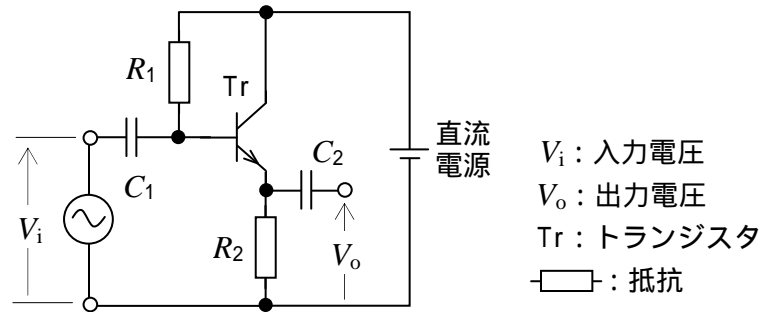 R1
Tr
C1
C2
Vi
R2
Vo
直流
電源
Vi：入力電圧
Vo：出力電圧
Tr：トランジスタ
：抵抗